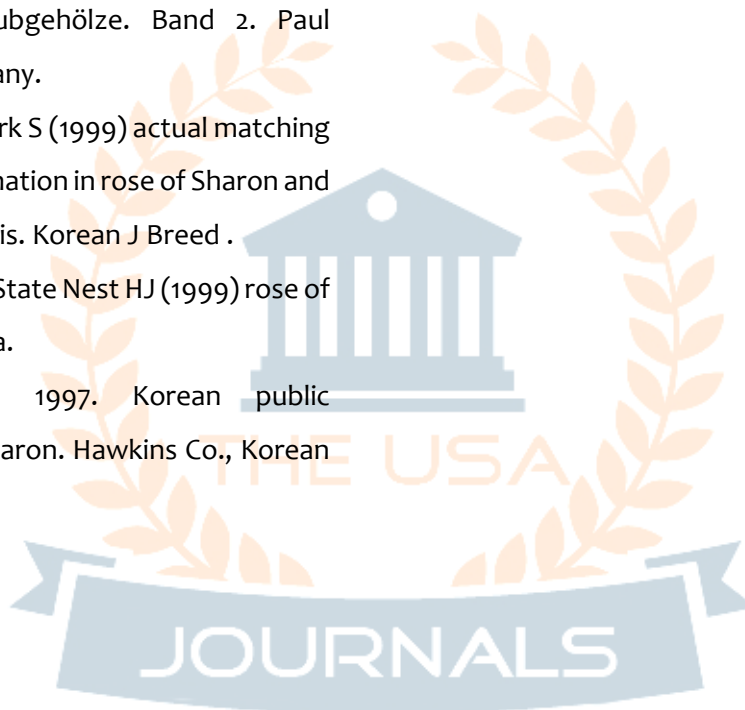 ubgehölze. Band 2. Paul
any.
rk S (1999) actual matching
nation in rose of Sharon and
is. Korean J Breed .
State Nest HJ (1999) rose of
a.
1997. Korean public
aron. Hawkins Co., Korean
THE USA
JOURNALS